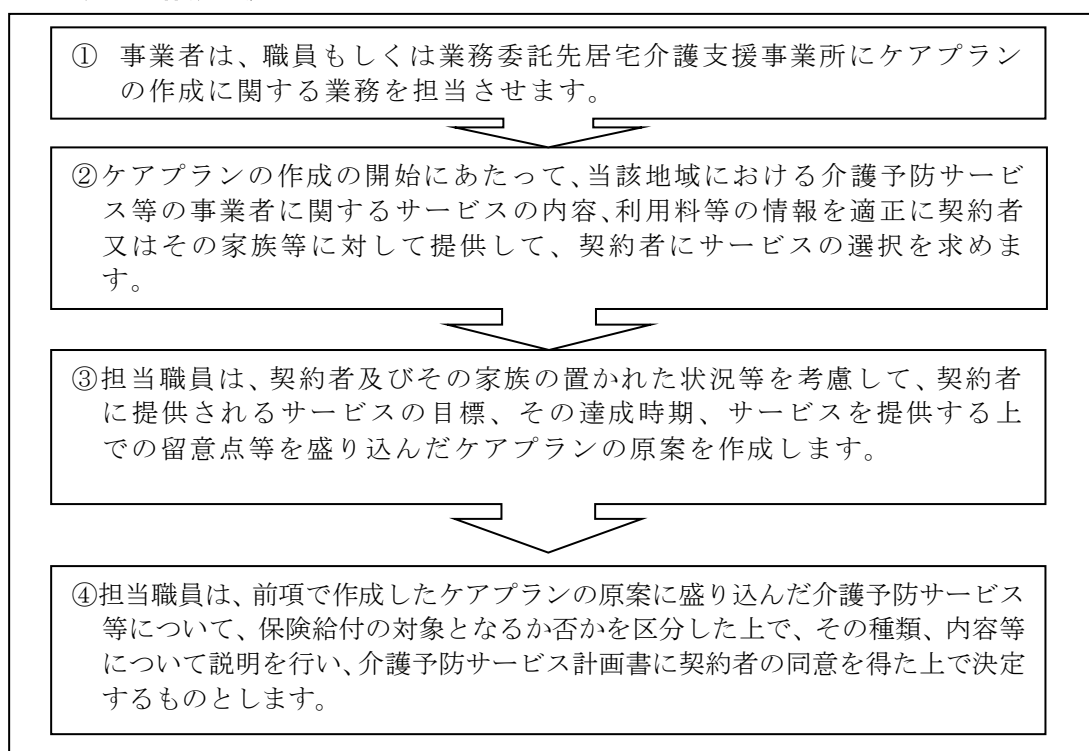 ① 事業者は、職員もしくは業務委託先居宅介護支援事業所にケアプラン
の作成に関する業務を担当させます。
②ケアプランの作成の開始にあたって、当該地域における介護予防サービ
ス等の事業者に関するサービスの内容、利用料等の情報を適正に契約者
又はその家族等に対して提供して、契約者にサービスの選択を求めま
す。
③担当職員は、契約者及びその家族の置かれた状況等を考慮して、契約者
に提供されるサービスの目標、その達成時期、サービスを提供する上
での留意点等を盛り込んだケアプランの原案を作成します。
④担当職員は、前項で作成したケアプランの原案に盛り込んだ介護予防サービス
等について、保険給付の対象となるか否かを区分した上で、その種類、内容等
について説明を行い、介護予防サービス計画書に契約者の同意を得た上で決定
するものとします。